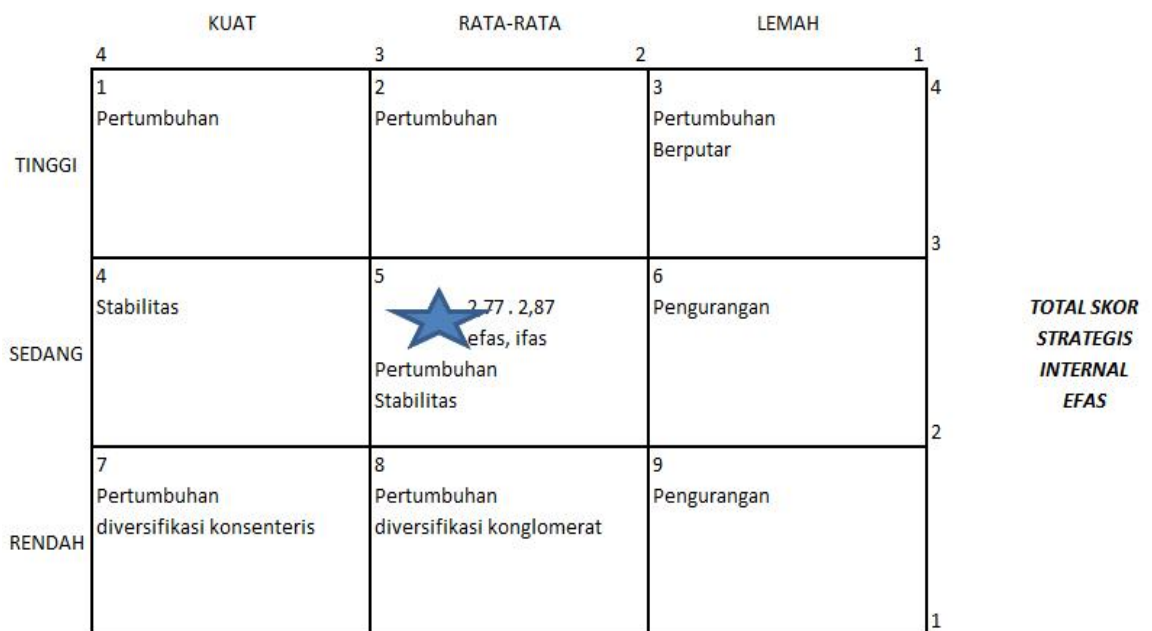 KUAT RATA-RATA LEMAH
4 3 2 1
1 2 3 4
Pertumbuhan Pertumbuhan Pertumbuhan
Berputar
TINGGI
3
4 5 6
Stabilitas 2,77 . 2,87 Pengurangan TOTAL SKOR
efas, ifas STRATEGIS
SEDANG
Pertumbuhan INTERNAL
Stabilitas EFAS
2
7 8 9
Pertumbuhan Pertumbuhan Pengurangan
diversifikasi konsenteris diversifikasi konglomerat
RENDAH
1